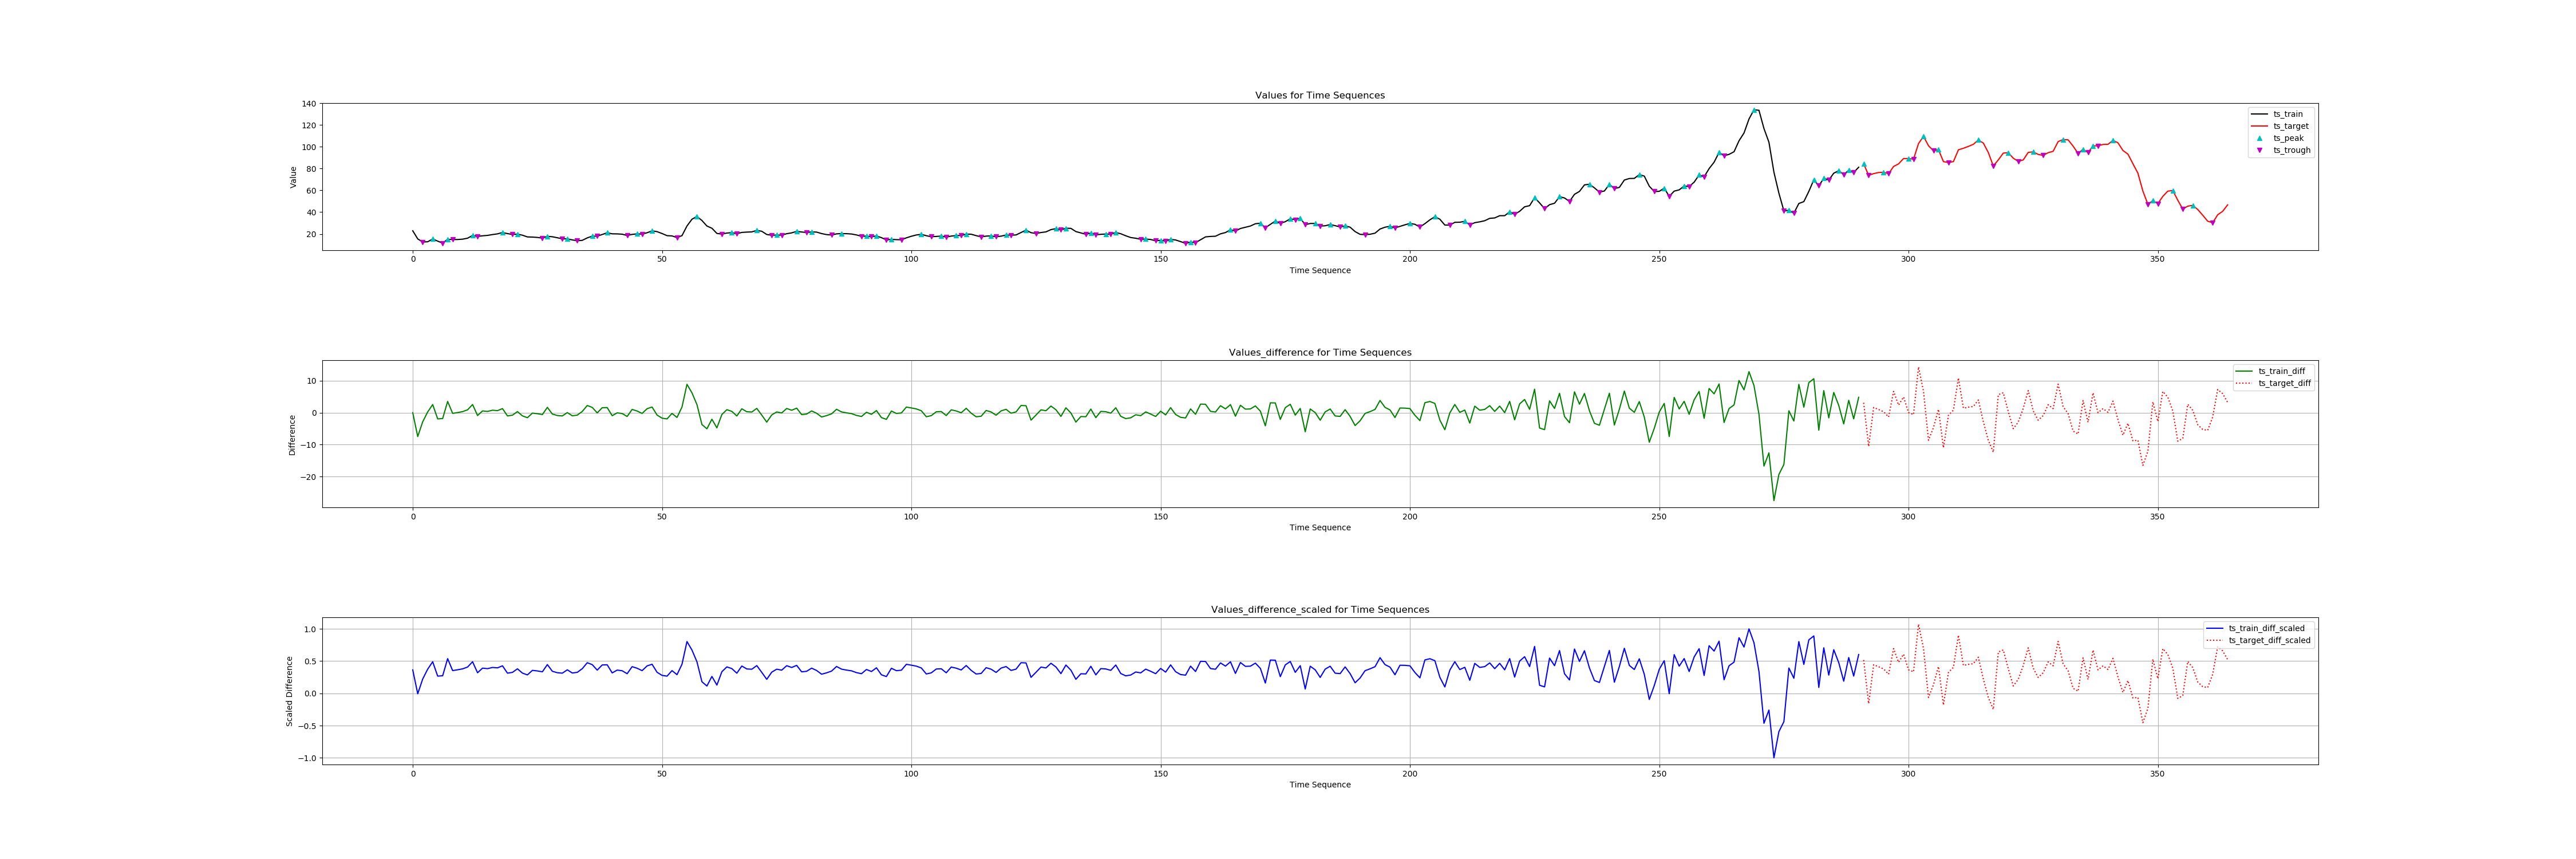 Values for Time Sequences
140
120
100
80
60
40
20
Value
0 50 100 150 200 250 300 350
Time Sequence
ts_train
ts_target
ts_peak
ts_trough
Values_difference for Time Sequences
10
0
−10
−20
Difference
0 50 100 150 200 250 300 350
Time Sequence
ts_train_diff
ts_target_diff
Values_difference_scaled for Time Sequences
1.0
0.5
0.0
−0.5
−1.0
Scaled Difference
0 50 100 150 200 250 300 350
Time Sequence
ts_train_diff_scaled
ts_target_diff_scaled